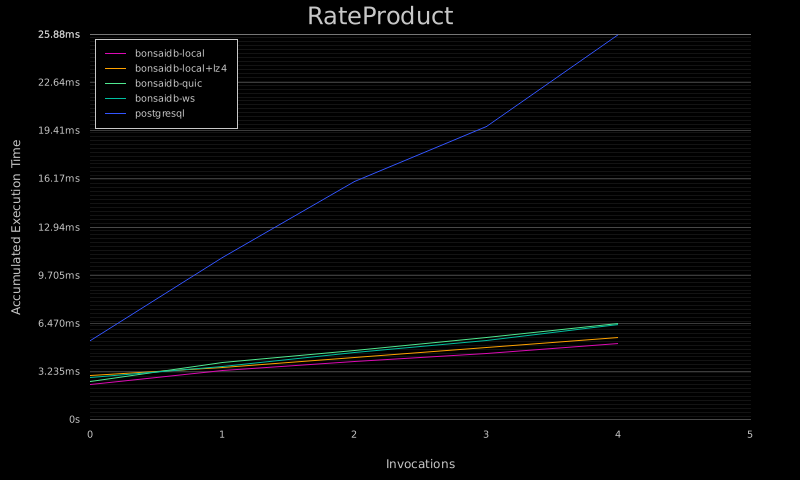 RateProduct
25.88ms
22.64ms
19.41ms
16.17ms
12.94ms
9.705ms
6.470ms
3.235ms
0s
bonsaidb-local
bonsaidb-local+lz4
bonsaidb-quic
bonsaidb-ws
postgresql
Accumulated Execution Time
0 1 2 3 4 5
Invocations